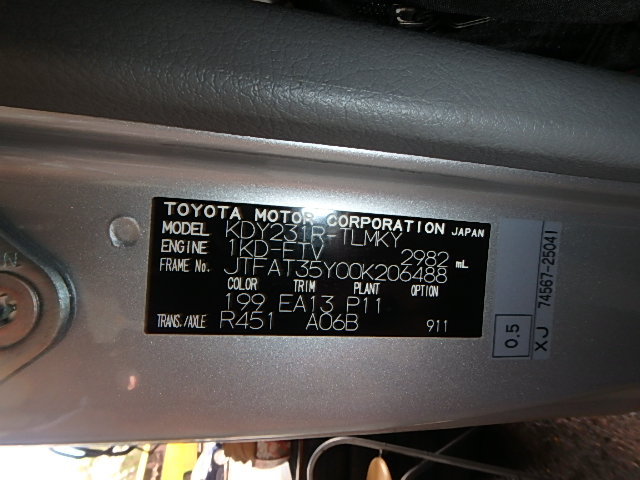 TOYOTA MOTOR CORPORATION JAPAN
MODEL KDY231R-TLMKY
ENGINE 1KD-FTV 2982 mL
FRAME No. JTFAT35Y00K206488
COLOR TRIM PLANT OPTION
199 EA13 P11
TRANS./AXLE R451 A06B 911
0.5
XJ 74567-25041
N